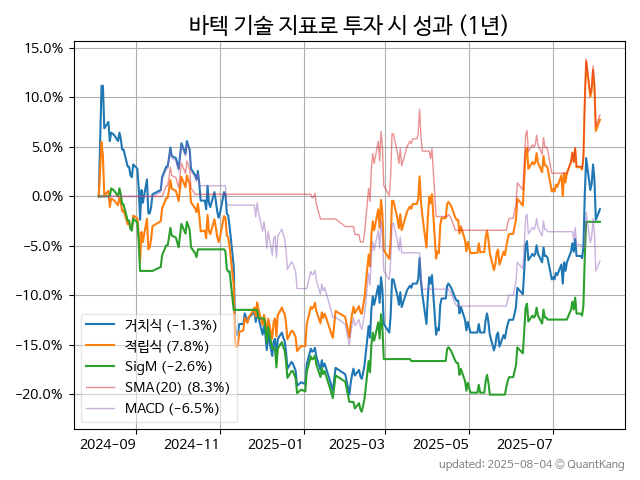 바텍 기술 지표로 투자 시 성과 (1년)
15.0%
10.0%
5.0%
0.0%
−5.0%
−10.0%
−15.0%
−20.0%
거치식 (−1.3%)
적립식 (7.8%)
SigM (−2.6%)
SMA(20) (8.3%)
MACD (−6.5%)
2024-09 2024-11 2025-01 2025-03 2025-05 2025-07
updated: 2025-08-04 © QuantKang